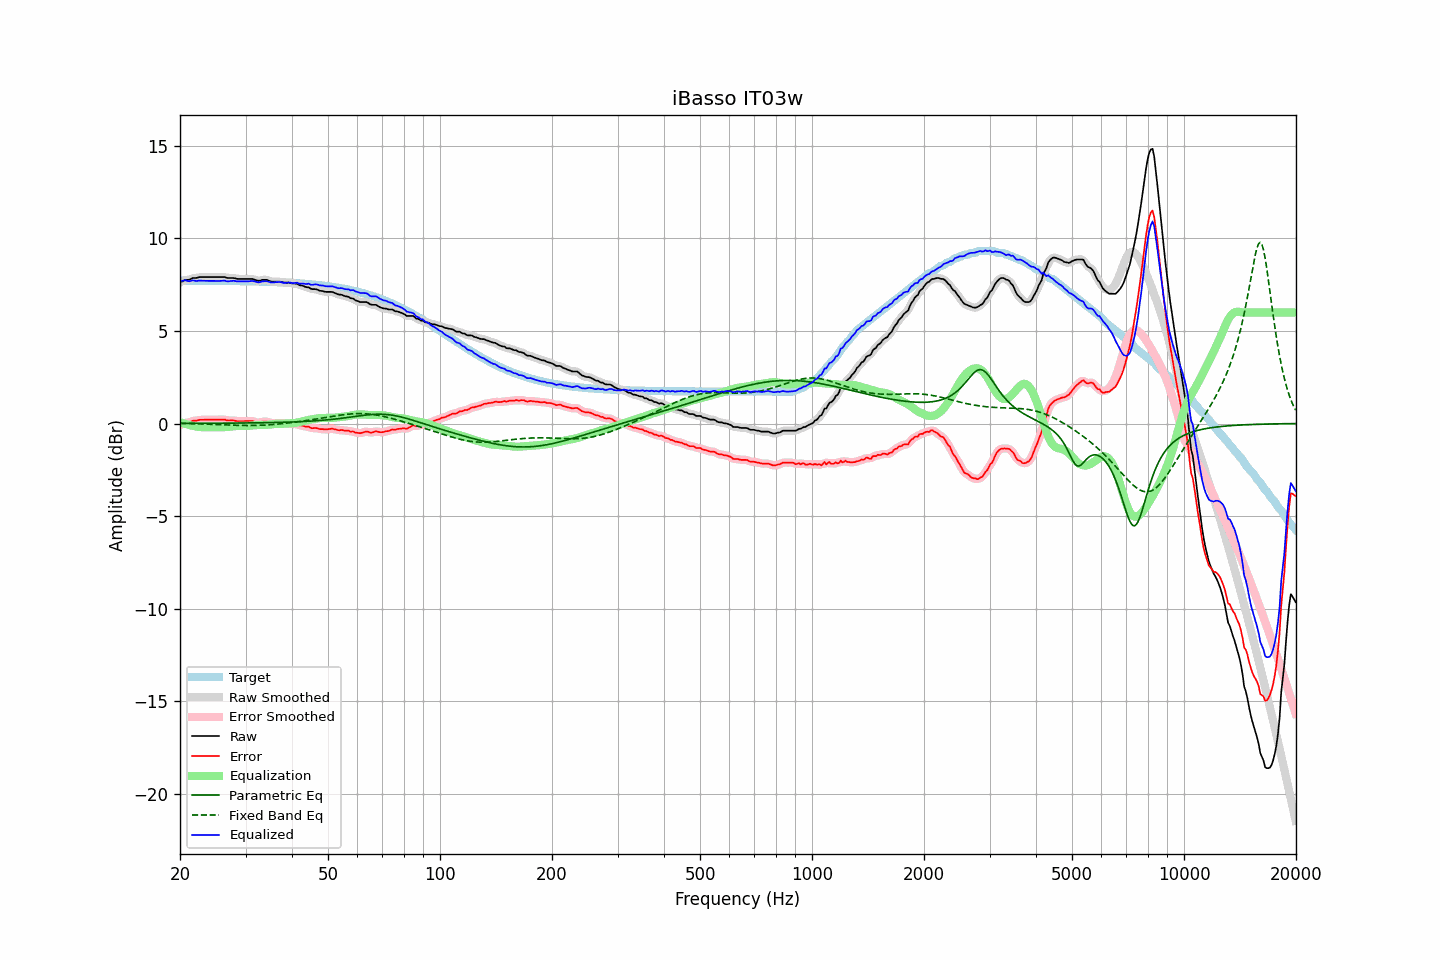 iBasso IT03w
15
10
5
0
−5
−10
−15
−20
Amplitude (dBr)
Target
Raw Smoothed
Error Smoothed
Raw
Error
Equalization
Parametric Eq
Fixed Band Eq
Equalized
20 50 100 200 500 1000 2000 5000 10000 20000
Frequency (Hz)